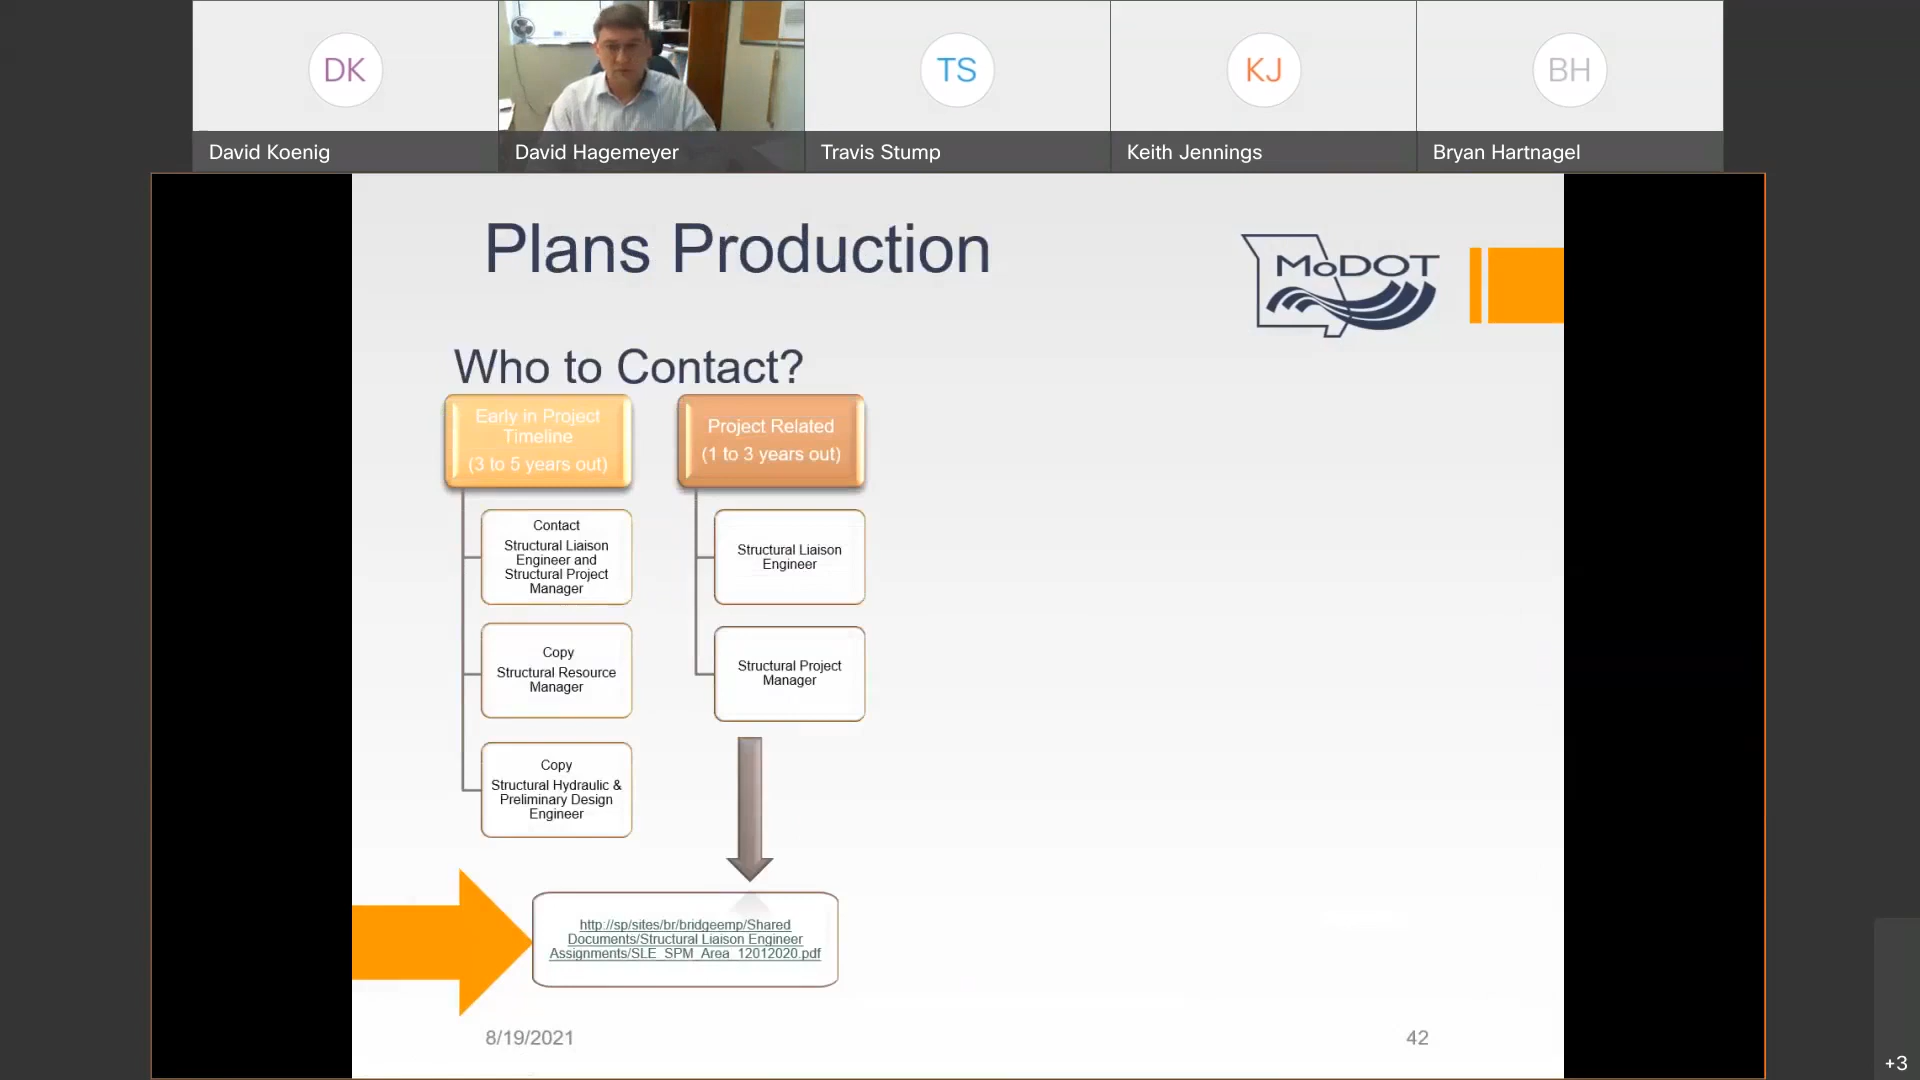 DK
TS
KJ
BH
David Koenig
David Hagemeyer
Travis Stump
Keith Jennings
Bryan Hartnagel
Plans Production
MoDOT
Who to Contact?
Early in Project
Timeline
(3 to 5 years out)
Contact
Structural Liaison
Engineer and
Structural Project
Manager
Copy
Structural Resource
Manager
Copy
Structural Hydraulic &
Preliminary Design
Engineer
Project Related
(1 to 3 years out)
Structural Liaison
Engineer
Structural Project
Manager
http://sp/sites/br/bridgeemp/Shared
Documents/Structural Liaison Engineer
Assignments/SLE_SPM_Area_12012020.pdf
8/19/2021
42
+3